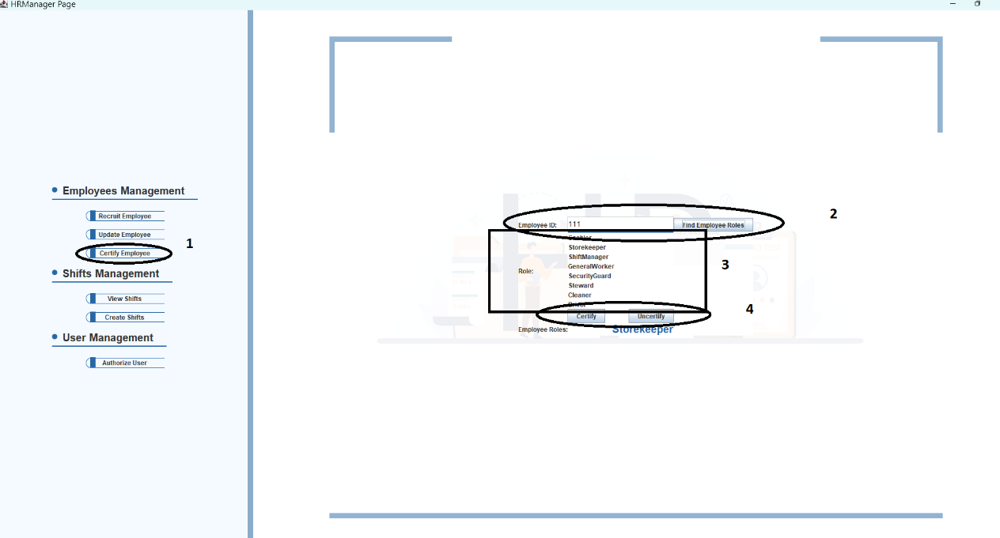 HRManager Page
Employees Management
Recruit Employee
Update Employee
Certify Employee
1
Shifts Management
View Shifts
Create Shifts
User Management
Authorize User
2
Employee ID: 111 Find Employee Roles
Cashier
Storekeeper
ShiftManager
GeneralWorker
Role:
SecurityGuard
Steward
Cleaner
Driver
3
Certify Uncertify
4
Employee Roles: Storekeeper